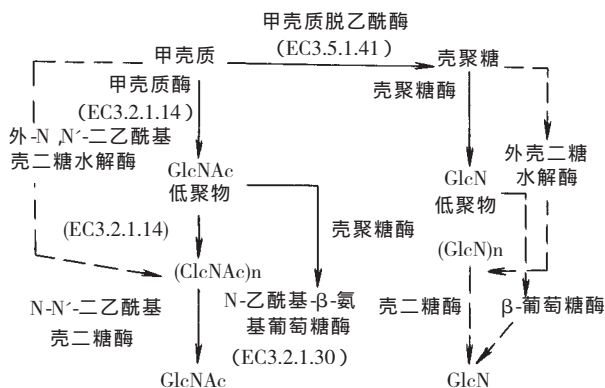 甲壳质脱乙酰酶
(EC3.5.1.41)
甲壳质
壳聚糖
甲壳质酶
(EC3.2.1.14)
壳聚糖酶
外-N,N´-二乙酰基
壳二糖水解酶
外壳二糖
水解酶
GlcNAc
低聚物
GlcN
低聚物
(EC3.2.1.14)
壳聚糖酶
(GlcN)n
(ClcNAc)n
N-N´-二乙酰基
壳二糖酶
N-乙酰基-β-氨
基葡萄糖酶
(EC3.2.1.30)
壳二糖酶
β-葡萄糖酶
GlcNAc
GlcN